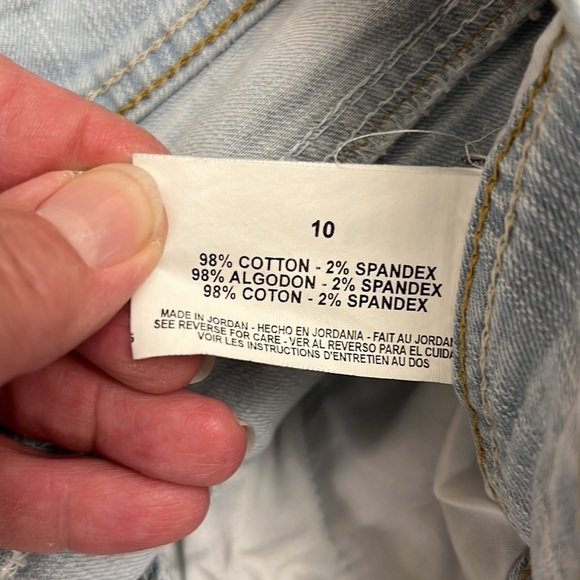 10
98% COTTON - 2% SPANDEX
98% ALGODON - 2% SPANDEX
98% COTON - 2% SPANDEX
MADE IN JORDAN - HECHO EN JORDANIA - FAIT AU JORDAN
SEE REVERSE FOR CARE - VER AL REVERSO PARA EL CUIDA
VOIR LES INSTRUCTIONS D'ENTRETIEN AU DOS